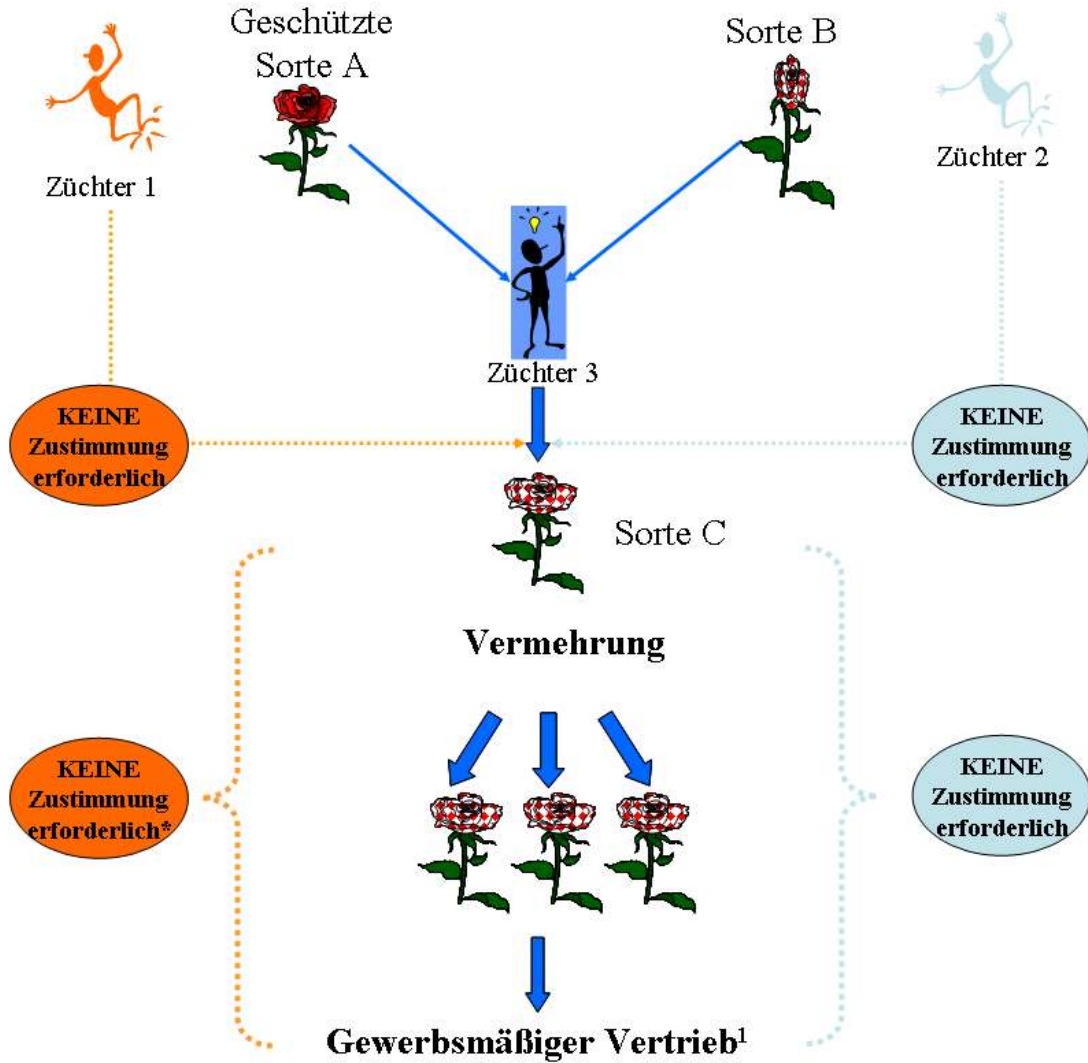 Geschützte
Sorte A
Sorte B
Züchter 1
Züchter 2
Züchter 3
KEINE
Zustimmung
erforderlich
KEINE
Zustimmung
erforderlich
Sorte C
Vermehrung
KEINE
Zustimmung
erforderlich*
KEINE
Zustimmung
erforderlich
Gewerbsmäßiger Vertrieb¹